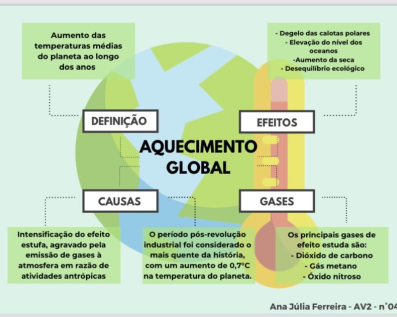 Aumento das
temperaturas médias
do planeta ao longo
dos anos
- Degelo das calotas polares
- Elevação do nível dos
oceanos
-Aumento da seca
- Desequilíbrio ecológico
DEFINIÇÃO
EFEITOS
AQUECIMENTO
GLOBAL
CAUSAS
GASES
Intensificação do efeito
estufa, agravado pela
emissão de gases à
atmosfera em razão de
atividades antrópicas
O período pós-revolução
industrial foi considerado o
mais quente da história,
com um aumento de 0,7°C
na temperatura do planeta.
Os principais gases de
efeito estuda são:
- Dióxido de carbono
- Gás metano
- Óxido nitroso
Ana Júlia Ferreira - AV2 - n°04